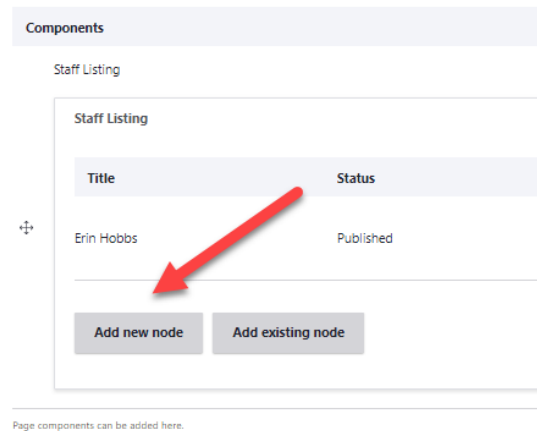 Components
Staff Listing
Staff Listing
Title Status
Erin Hobbs Published
Add new node Add existing node
Page components can be added here.